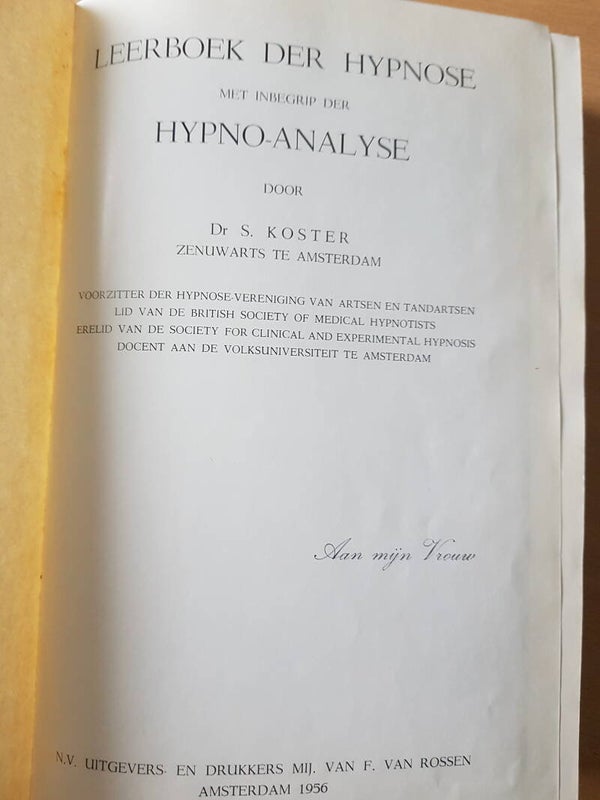 LEERBOEK DER HYPNOSE
MET INBEGRIP DER
HYPNO-ANALYSE
DOOR
Dr S. KOSTER
ZENUWARTS TE AMSTERDAM
VOORZITTER DER HYPNOSE-VERENIGING VAN ARTSEN EN TANDARTSEN
LID VAN DE BRITISH SOCIETY OF MEDICAL HYPNOTISTS
ERELID VAN DE SOCIETY FOR CLINICAL AND EXPERIMENTAL HYPNOSIS
DOCENT AAN DE VOLKSUNIVERSITEIT TE AMSTERDAM
Aan mijn Vrouw
N.V. UITGEVERS- EN DRUKKERS MIJ. VAN F. VAN ROSSEN
AMSTERDAM 1956